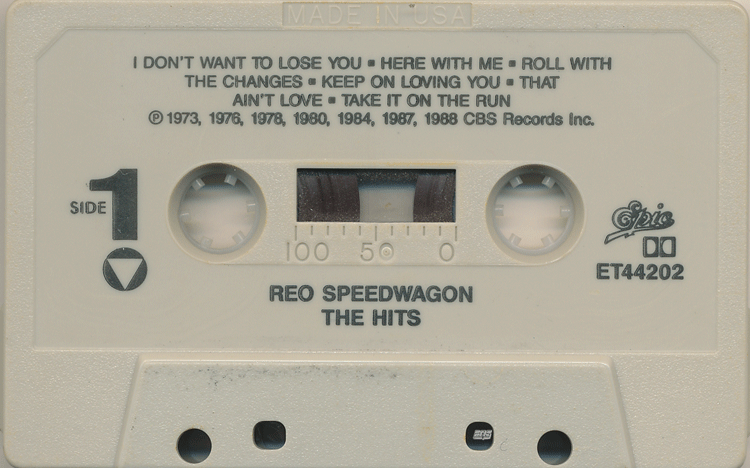 MADE IN USA
I DON'T WANT TO LOSE YOU ▪ HERE WITH ME ▪ ROLL WITH
THE CHANGES ▪ KEEP ON LOVING YOU ▪ THAT
AIN'T LOVE ▪ TAKE IT ON THE RUN
℗ 1973, 1976, 1978, 1980, 1984, 1987, 1988 CBS Records Inc.
SIDE 1
100 50 0
Epic
ET44202
REO SPEEDWAGON
THE HITS